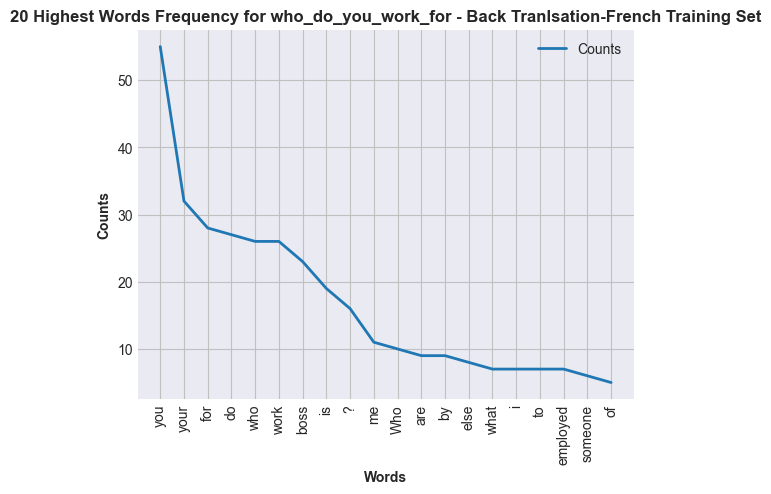 20 Highest Words Frequency for who_do_you_work_for - Back Tranlsation-French Training Set
Counts
50
40
30
20
10
Counts
you
your
for
do
who
work
boss
is
?
me
Who
are
by
else
what
i
to
employed
someone
of
Words